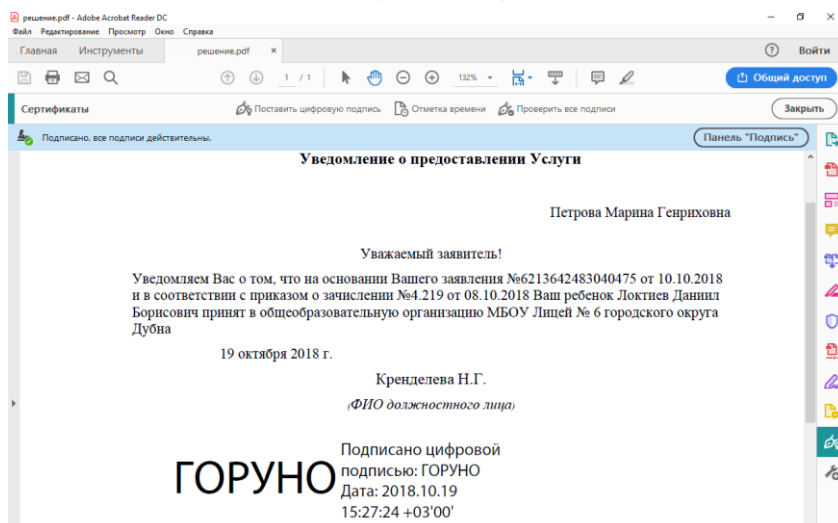 решение.pdf - Adobe Acrobat Reader DC
Файл Редактирование Просмотр Окно Справка
Главная Инструменты решение.pdf × Войти
1 / 1 132% Общий доступ
Сертификаты Поставить цифровую подпись Отметка времени Проверить все подписи Закрыть
Подписано, все подписи действительны. Панель "Подпись"
Уведомление о предоставлении Услуги
Петрова Марина Генриховна
Уважаемый заявитель!
Уведомляем Вас о том, что на основании Вашего заявления №6213642483040475 от 10.10.2018
и в соответствии с приказом о зачислении №4.219 от 08.10.2018 Ваш ребенок Локтиев Даниил
Борисович принят в общеобразовательную организацию МБОУ Лицей № 6 городского округа
Дубна
19 октября 2018 г.
Кренделева Н.Г.
(ФИО должностного лица)
ГОРУНО
Подписано цифровой
подписью: ГОРУНО
Дата: 2018.10.19
15:27:24 +03'00'